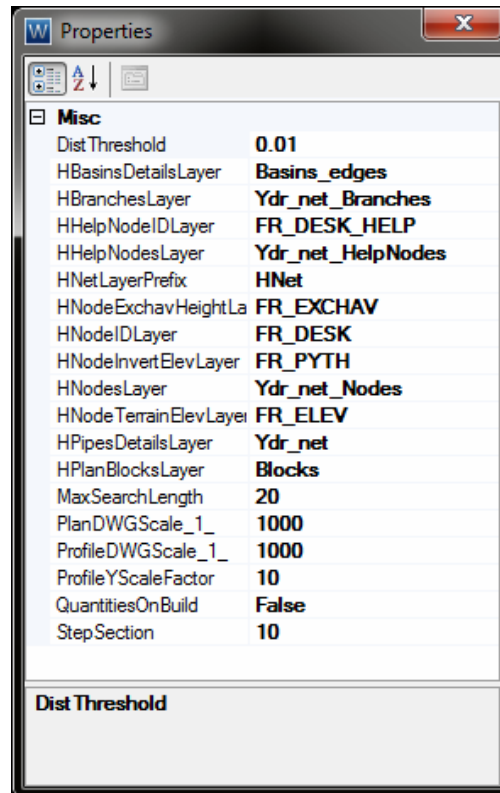 W Properties
X
A
Z
Misc
DistThreshold 0.01
HBasinsDetailsLayer Basins_edges
HBranchesLayer Ydr_net_Branches
HHelpNodeIDLayer FR_DESK_HELP
HHelpNodesLayer Ydr_net_HelpNodes
HNetLayerPrefix HNet
HNodeExchavHeightLa FR_EXCHAV
HNodeIDLayer FR_DESK
HNodeInvertElevLayer FR_PYTH
HNodesLayer Ydr_net_Nodes
HNodeTerrainElevLayer FR_ELEV
HPipesDetailsLayer Ydr_net
HPlanBlocksLayer Blocks
MaxSearchLength 20
PlanDWGScale_1_ 1000
ProfileDWGScale_1_ 1000
ProfileYScaleFactor 10
QuantitiesOnBuild False
StepSection 10
DistThreshold